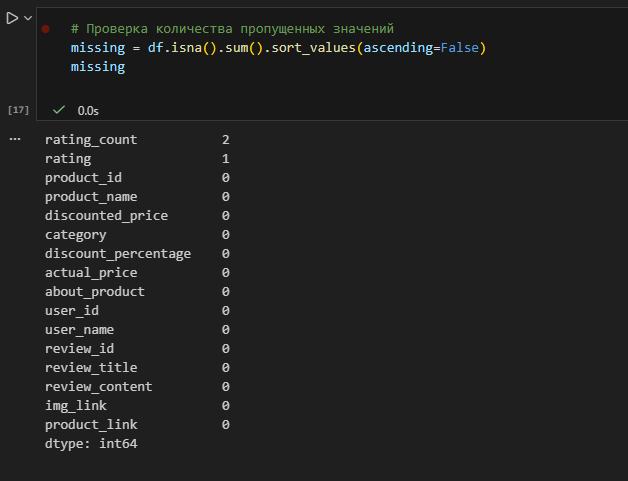 # Проверка количества пропущенных значений
missing = df.isna().sum().sort_values(ascending=False)
missing
[17] 0.0s
... rating_count 2
rating 1
product_id 0
product_name 0
discounted_price 0
category 0
discount_percentage 0
actual_price 0
about_product 0
user_id 0
user_name 0
review_id 0
review_title 0
review_content 0
img_link 0
product_link 0
dtype: int64